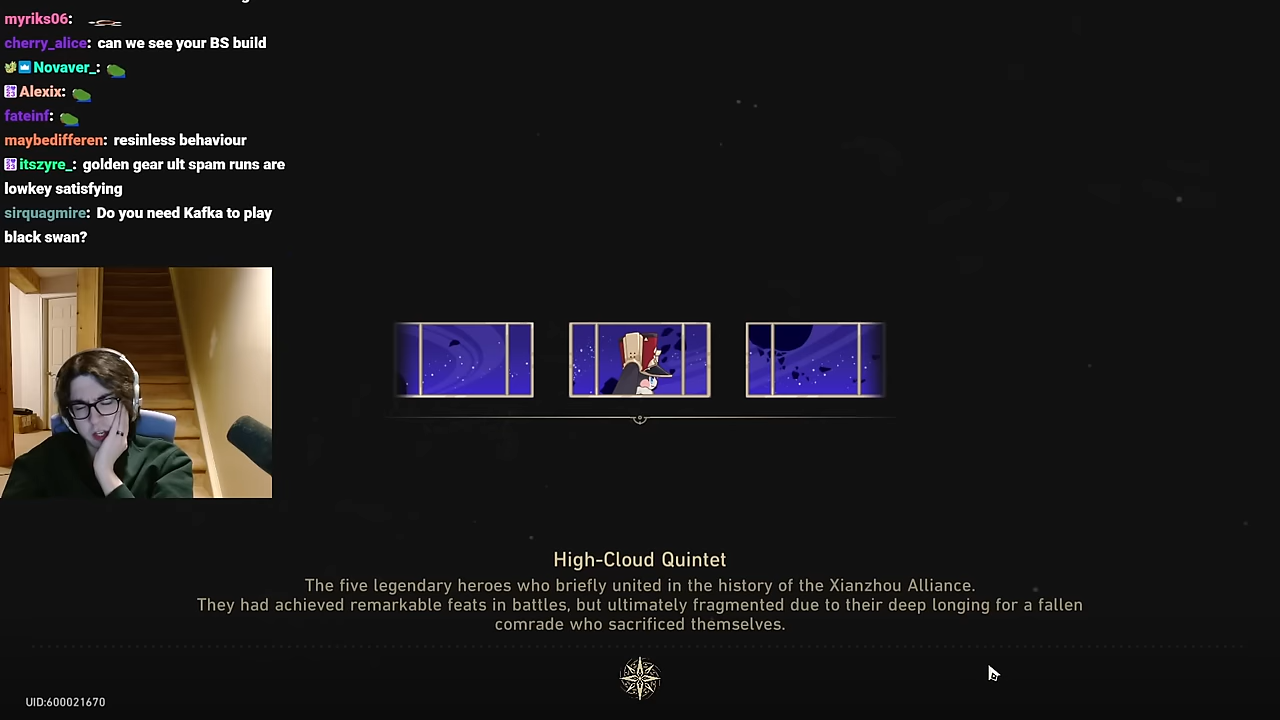 myriks06:
cherry_alice: can we see your BS build
Novaver_:
Alexix:
fateinf:
maybedifferen: resinless behaviour
itszyre_: golden gear ult spam runs are
lowkey satisfying
sirquagmire: Do you need Kafka to play
black swan?
High-Cloud Quintet
The five legendary heroes who briefly united in the history of the Xianzhou Alliance.
They had achieved remarkable feats in battles, but ultimately fragmented due to their deep longing for a fallen
comrade who sacrificed themselves.
UID:600021670